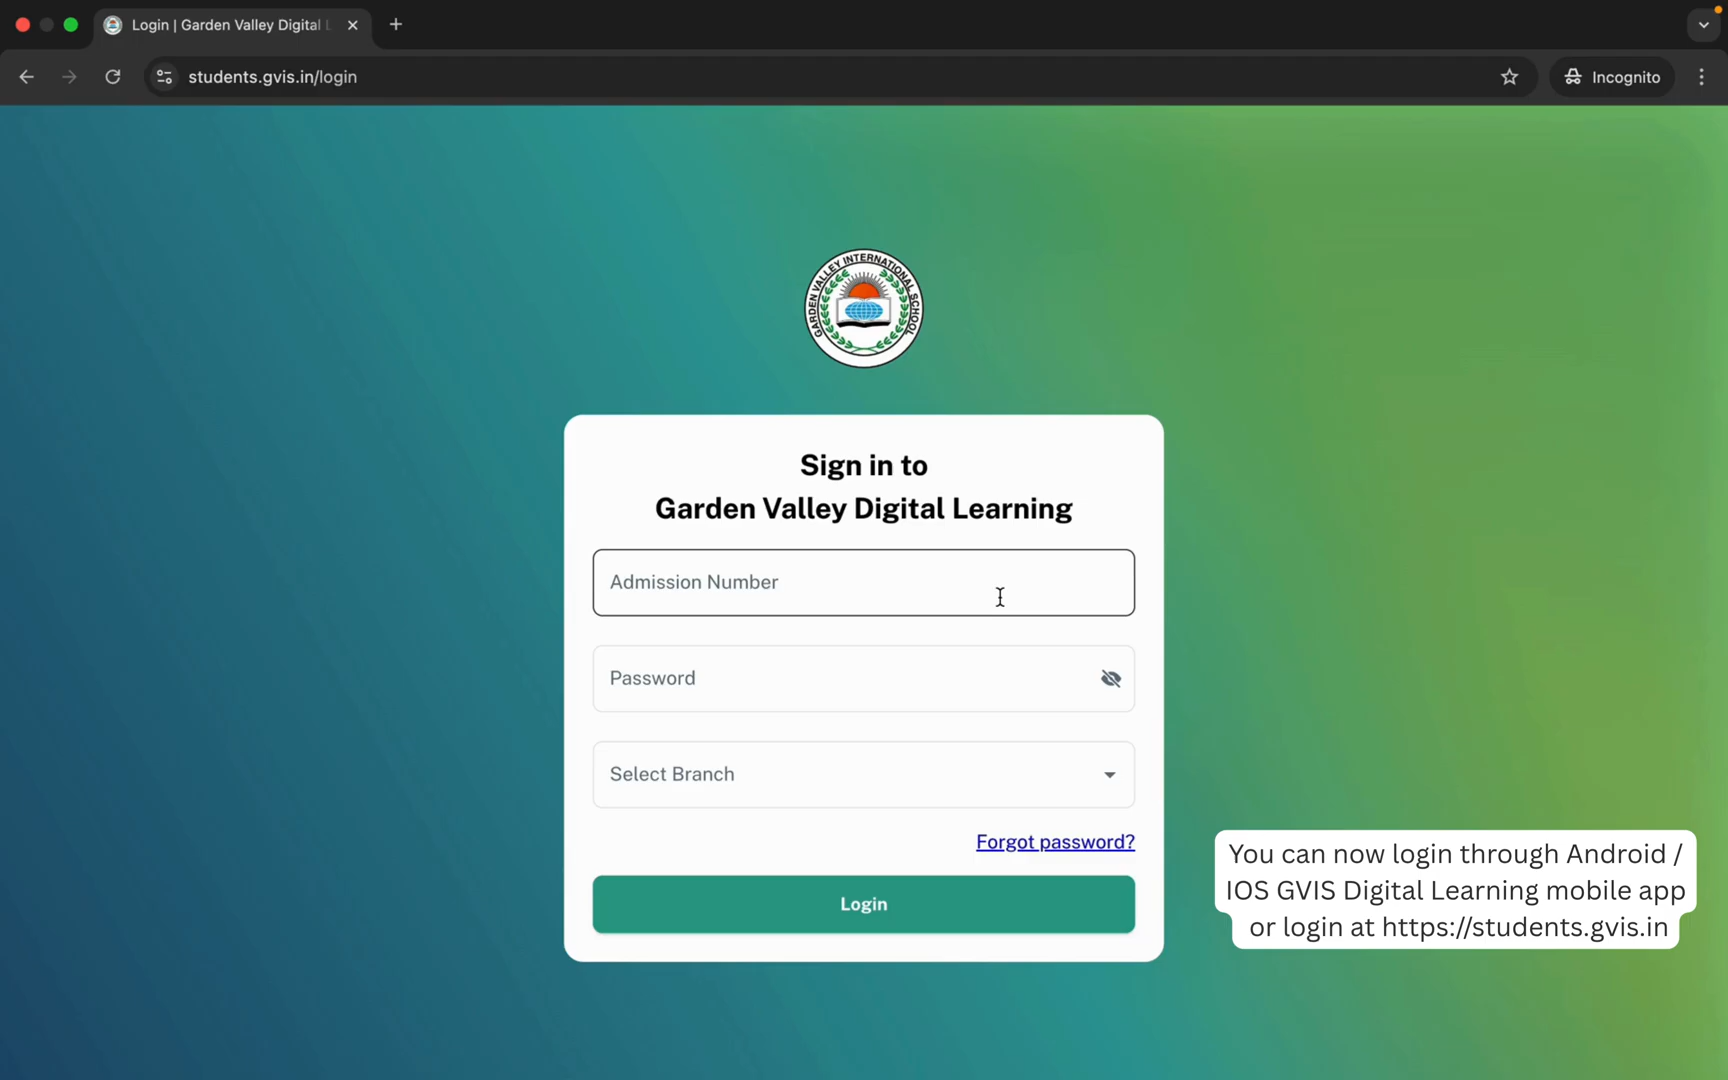 Login | Garden Valley Digital L
students.gvis.in/login
Incognito
GARDEN VALLEY INTERNATIONAL SCHOOL
Sign in to
Garden Valley Digital Learning
Admission Number
Password
Select Branch
Forgot password?
Login
You can now login through Android /
IOS GVIS Digital Learning mobile app
or login at https://students.gvis.in